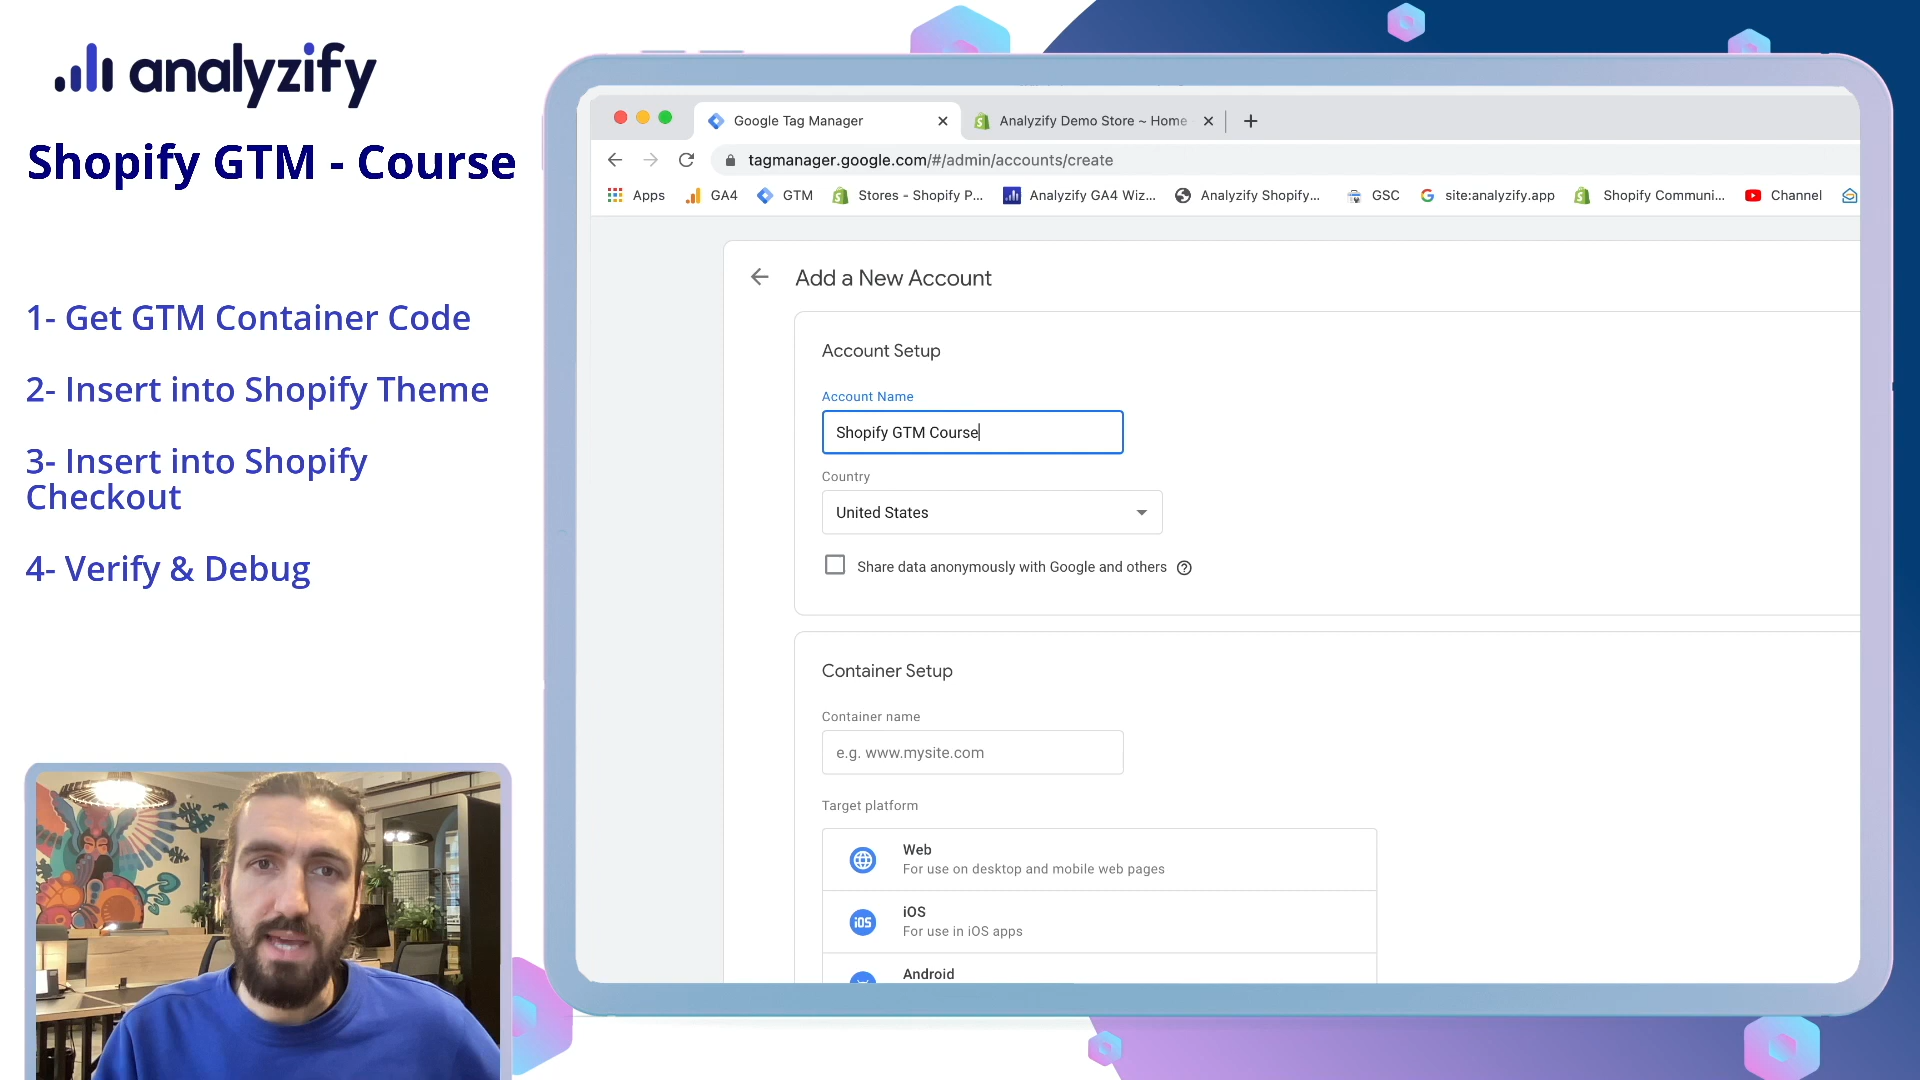 analyzify
Shopify GTM - Course
1- Get GTM Container Code
2- Insert into Shopify Theme
3- Insert into Shopify
Checkout
4- Verify & Debug
Google Tag Manager
Analyzify Demo Store ~ Home
tagmanager.google.com/#/admin/accounts/create
Apps GA4 GTM Stores - Shopify P... Analyzify GA4 Wiz... Analyzify Shopify... GSC site:analyzify.app Shopify Communi... Channel
Add a New Account
Account Setup
Account Name
Shopify GTM Course
Country
United States
Share data anonymously with Google and others
Container Setup
Container name
e.g. www.mysite.com
Target platform
Web
For use on desktop and mobile web pages
iOS
iOS
For use in iOS apps
Android